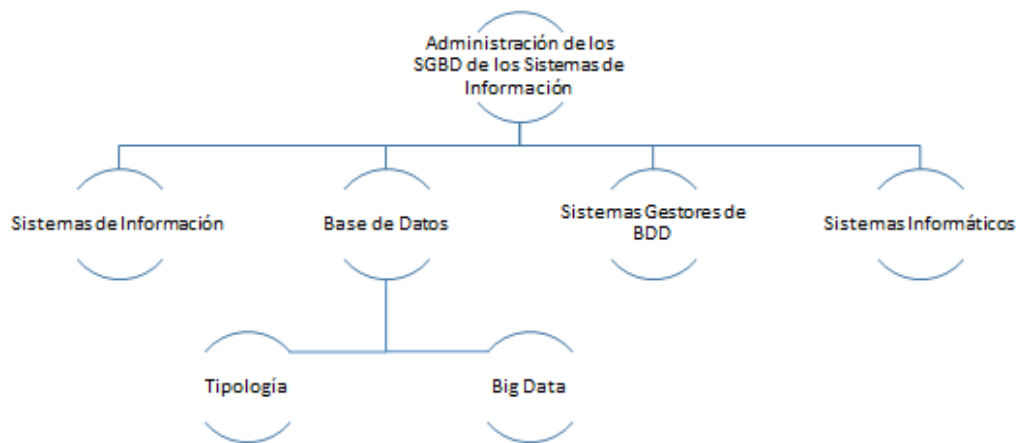 Administración de los
SGBD de los Sistemas de
Información
Sistemas de Información
Base de Datos
Sistemas Gestores de
BDD
Sistemas Informáticos
Tipología
Big Data